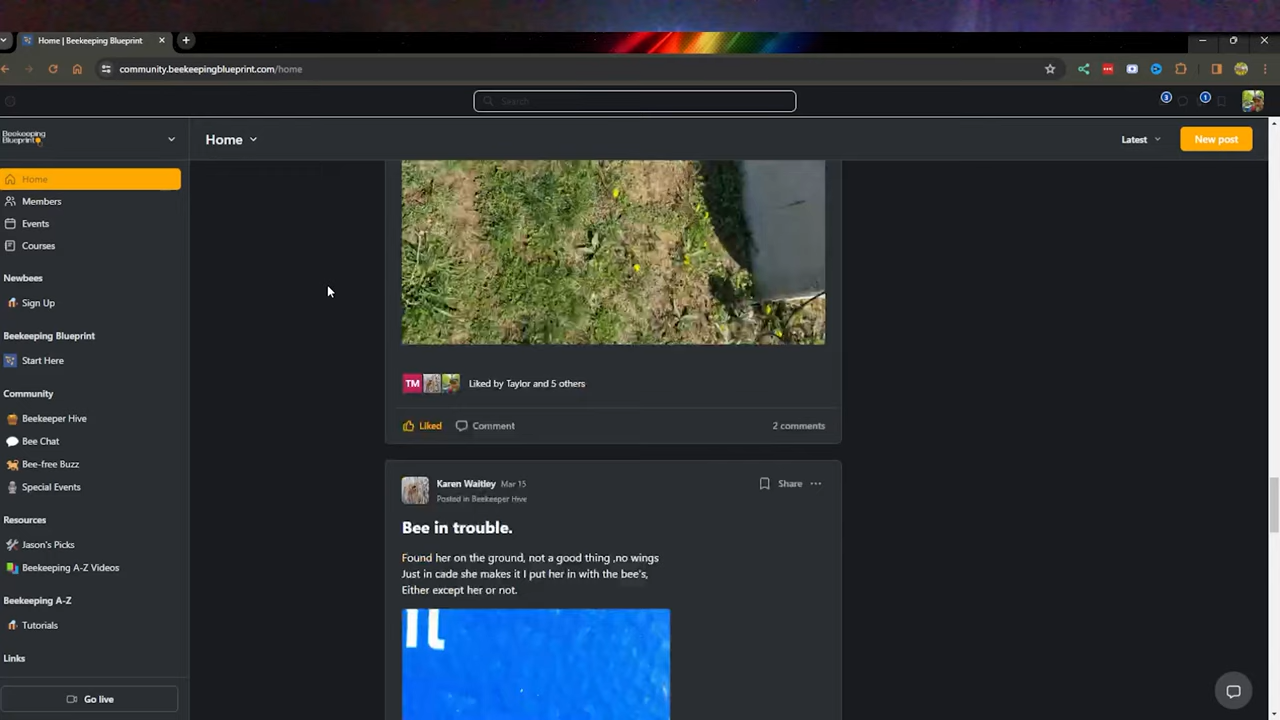 Home | Beekeeping Blueprint
community.beekeepingblueprint.com/home
Search
3
1
Beekeeping
Blueprint
Home
Latest
New post
Home
Members
Events
Courses
Newbees
Sign Up
Beekeeping Blueprint
Start Here
Community
Beekeeper Hive
Bee Chat
Bee-free Buzz
Special Events
Resources
Jason's Picks
Beekeeping A-Z Videos
Beekeeping A-Z
Tutorials
Links
Go live
TM
Liked by Taylor and 5 others
Liked
Comment
2 comments
Karen Waitley Mar 15
Posted in Beekeeper Hive
Share
Bee in trouble.
Found her on the ground, not a good thing ,no wings
Just in cade she makes it I put her in with the bee's,
Either except her or not.